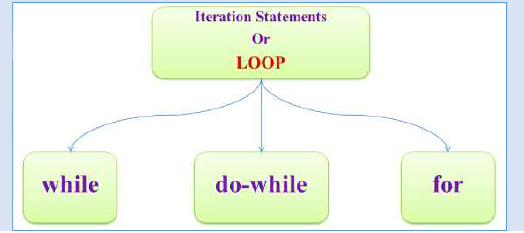 Iteration Statements
Or
LOOP
while
do-while
for